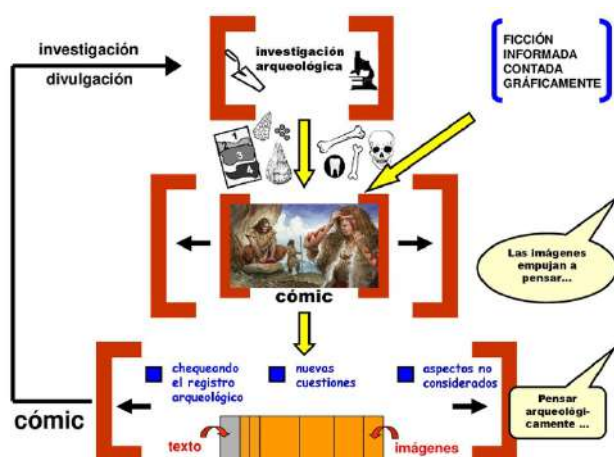 investigación
divulgación
investigación
arqueológica
FICCIÓN
INFORMADA
CONTADA
GRÁFICAMENTE
1
3
4
cómic
Las imágenes
empujan a
pensar...
chequeando
el registro
arqueológico
nuevas
cuestiones
aspectos no
considerados
Pensar
arqueológi-
camente ...
cómic
texto
imágenes